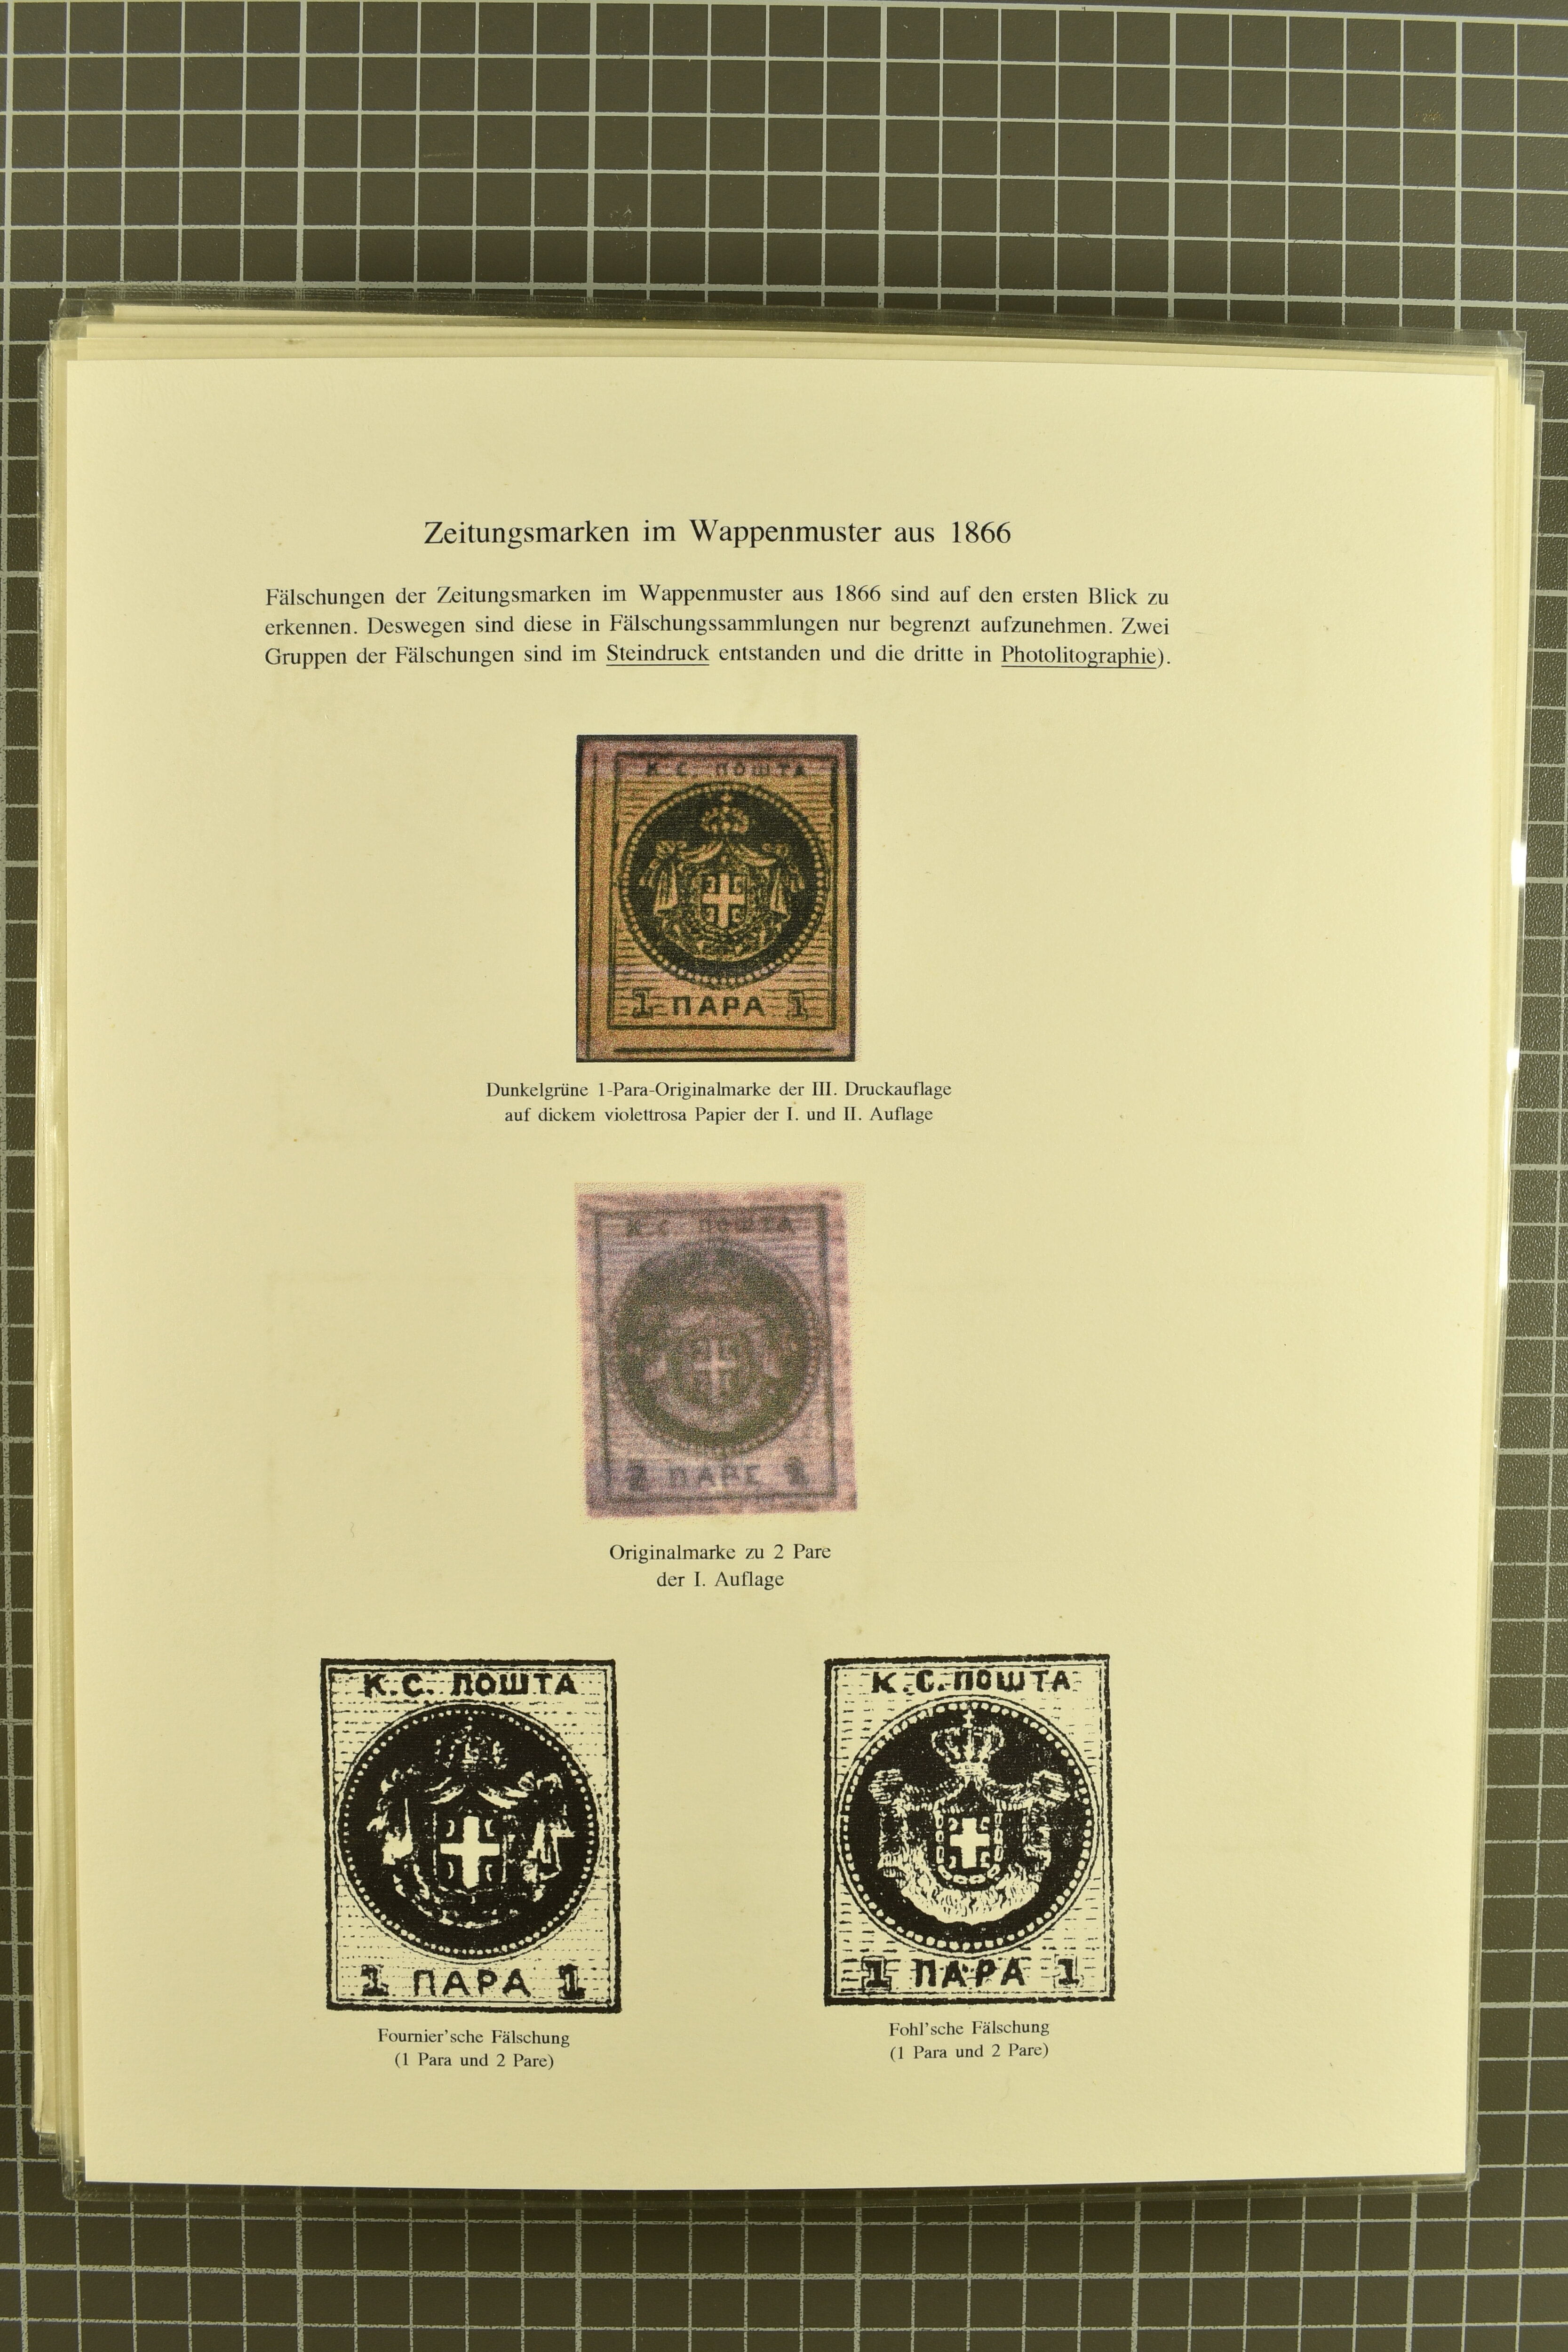 Zeitungsmarken im Wappenmuster aus 1866
Fälschungen der Zeitungsmarken im Wappenmuster aus 1866 sind auf den ersten Blick zu
erkennen. Deswegen sind diese in Fälschungssammlungen nur begrenzt aufzunehmen. Zwei
Gruppen der Fälschungen sind im Steindruck entstanden und die dritte in Photolitographie).
К. С. ПОШТА
1 ПАРА 1
Dunkelgrüne 1-Para-Originalmarke der III. Druckauflage
auf dickem violettrosa Papier der I. und II. Auflage
К. С. ПОШТА
2 ПАРЕ 2
Originalmarke zu 2 Pare
der I. Auflage
К.С. ПОШТА
1 ПАРА 1
Fournier'sche Fälschung
(1 Para und 2 Pare)
К.С. ПОШТА
1 ПАРА 1
Fohl'sche Fälschung
(1 Para und 2 Pare)